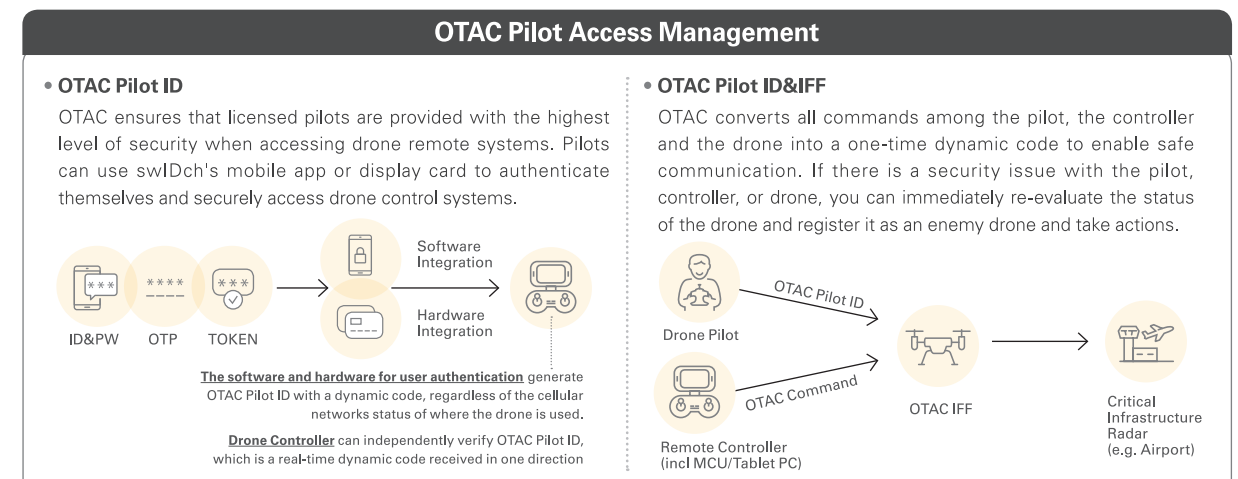 OTAC Pilot Access Management
• OTAC Pilot ID
OTAC ensures that licensed pilots are provided with the highest
level of security when accessing drone remote systems. Pilots
can use swIDch's mobile app or display card to authenticate
themselves and securely access drone control systems.
***
****
***
ID&PW
OTP
TOKEN
Software
Integration
Hardware
Integration
The software and hardware for user authentication generate
OTAC Pilot ID with a dynamic code, regardless of the cellular
networks status of where the drone is used.
Drone Controller can independently verify OTAC Pilot ID,
which is a real-time dynamic code received in one direction
• OTAC Pilot ID&IFF
OTAC converts all commands among the pilot, the controller
and the drone into a one-time dynamic code to enable safe
communication. If there is a security issue with the pilot,
controller, or drone, you can immediately re-evaluate the status
of the drone and register it as an enemy drone and take actions.
Drone Pilot
OTAC Pilot ID
Remote Controller
(incl MCU/Tablet PC)
OTAC Command
OTAC IFF
Critical
Infrastructure
Radar
(e.g. Airport)